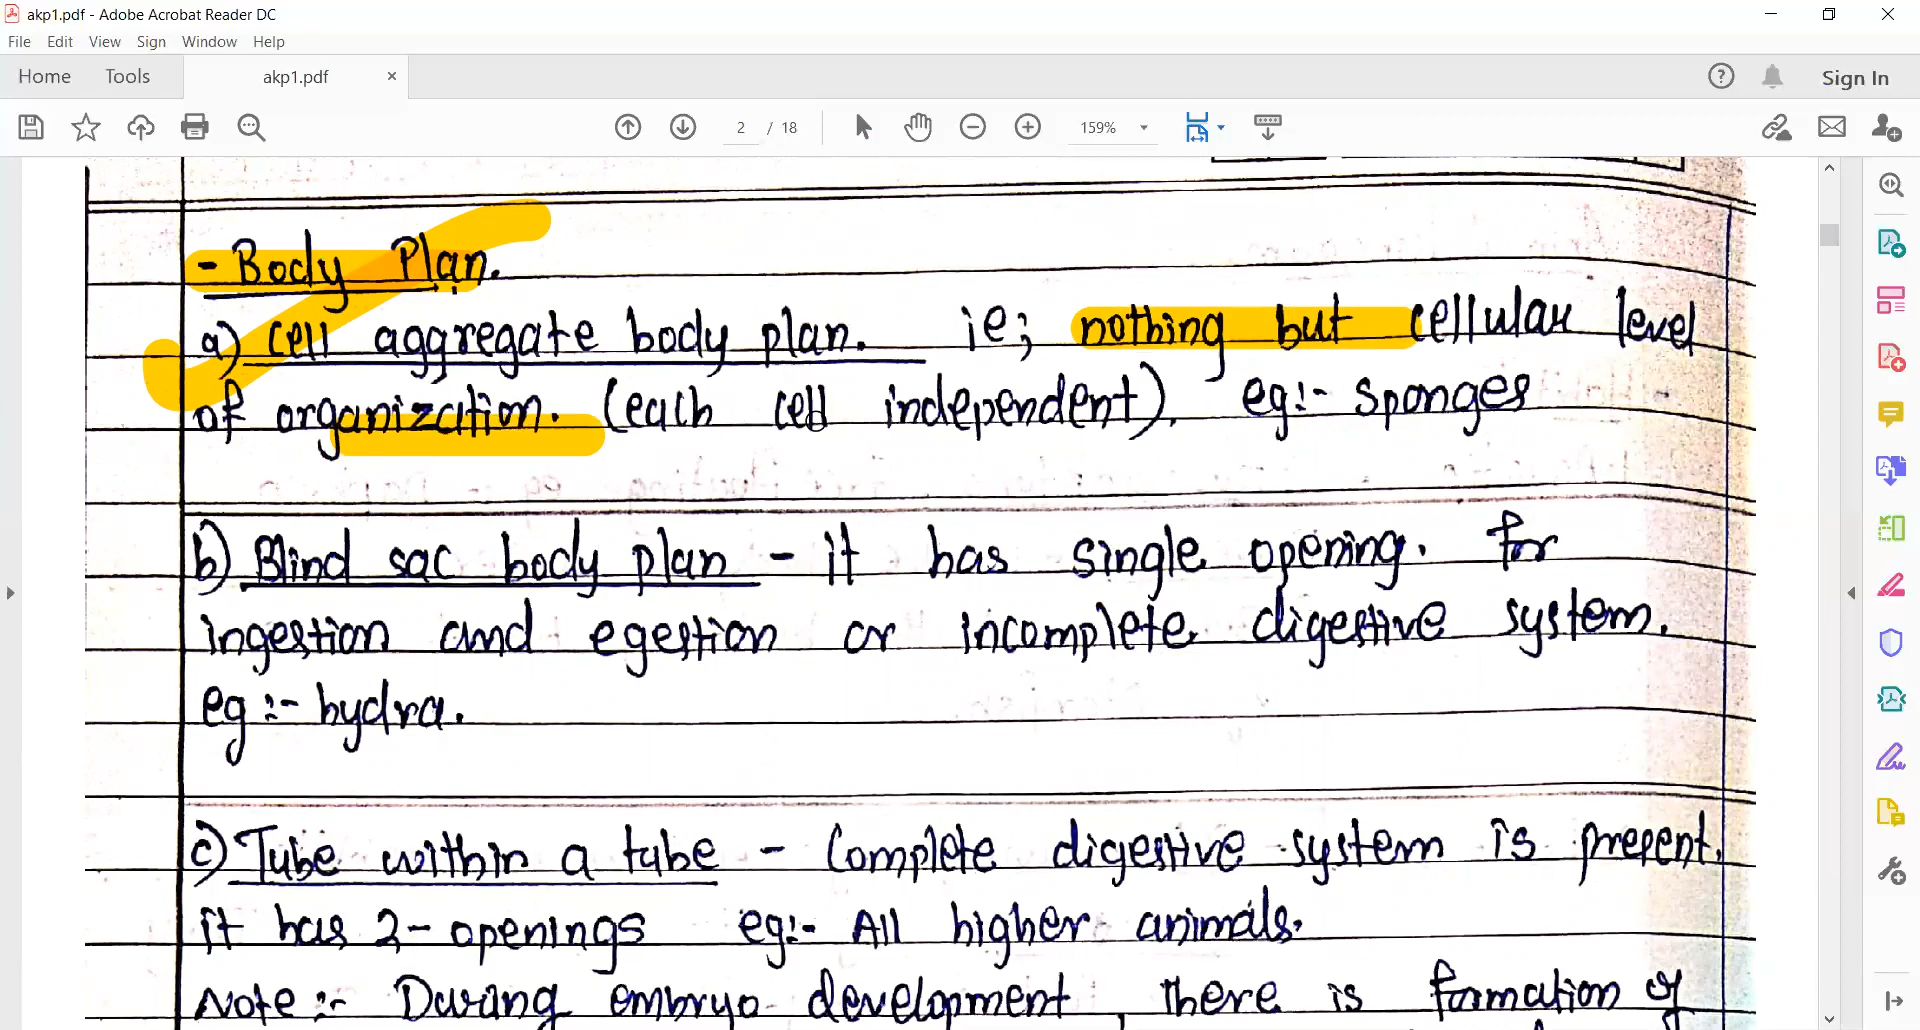 akp1.pdf - Adobe Acrobat Reader DC
File Edit View Sign Window Help
Home Tools akp1.pdf × Sign In
2 / 18 159%
- Body Plan.
a) Cell aggregate body plan. ie; nothing but cellular level
of organization. (each cell independent). eg:- sponges
b) Blind sac body plan - it has single opening. for
ingestion and egestion or incomplete digestive system.
eg :- hydra.
c) Tube within a tube - Complete digestive system is present.
it has 2-openings eg:- All higher animals.
Note :- During embryo development, there is formation of